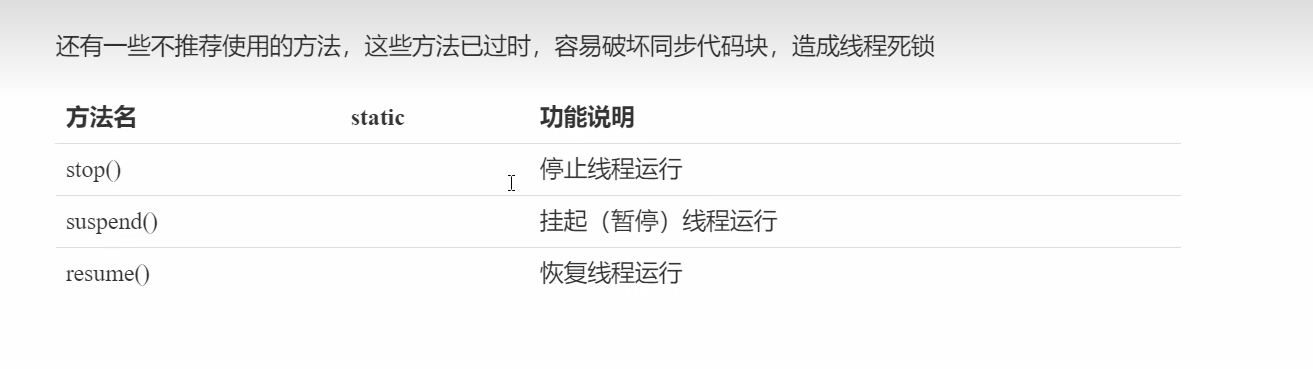 还有一些不推荐使用的方法，这些方法已过时，容易破坏同步代码块，造成线程死锁
方法名 static 功能说明
stop() 停止线程运行
suspend() 挂起（暂停）线程运行
resume() 恢复线程运行